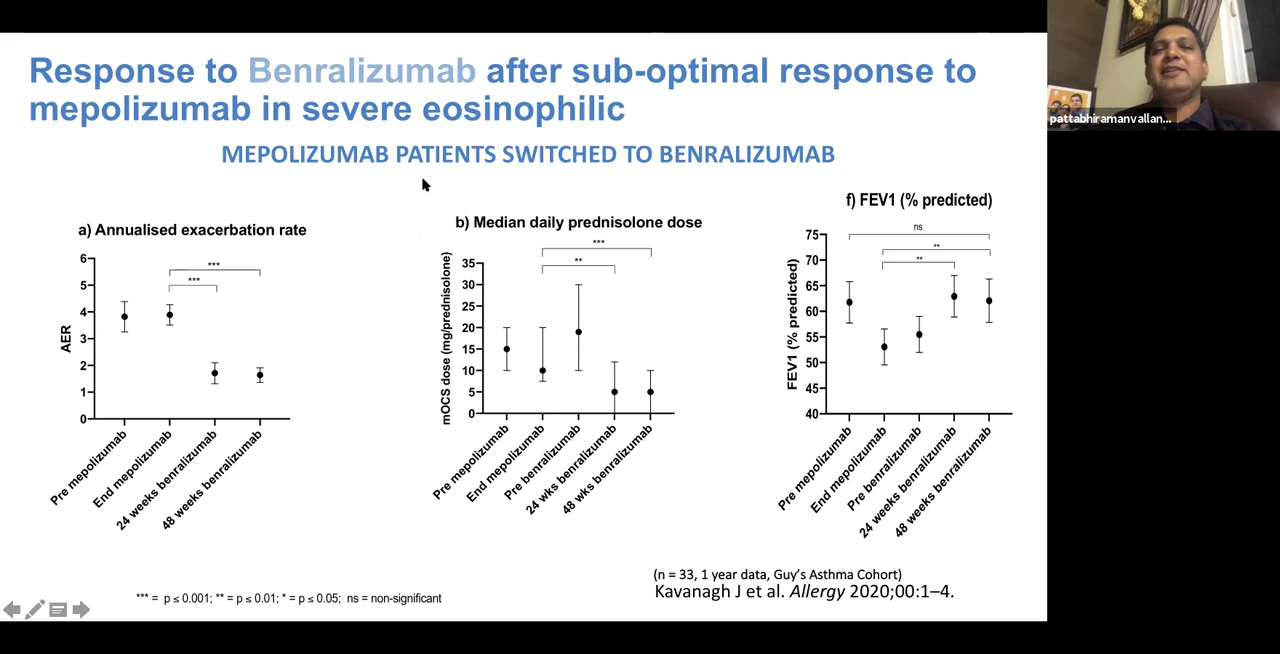 Response to Benralizumab after sub-optimal response to
mepolizumab in severe eosinophilic
MEPOLIZUMAB PATIENTS SWITCHED TO BENRALIZUMAB
pattabhiramanvallan...
a) Annualised exacerbation rate
AER
6
5
4
3
2
1
0
***
***
Pre mepolizumab
End mepolizumab
24 weeks benralizumab
48 weeks benralizumab
b) Median daily prednisolone dose
mOCS dose (mg/prednisolone)
35
30
25
20
15
10
5
0
***
**
Pre mepolizumab
End mepolizumab
Pre benralizumab
24 wks benralizumab
48 wks benralizumab
f) FEV1 (% predicted)
FEV1 (% predicted)
75
70
65
60
55
50
45
40
ns
**
**
Pre mepolizumab
End mepolizumab
Pre benralizumab
24 weeks benralizumab
48 weeks benralizumab
(n = 33, 1 year data, Guy's Asthma Cohort)
Kavanagh J et al. Allergy 2020;00:1–4.
*** = p ≤ 0.001; ** = p ≤ 0.01; * = p ≤ 0.05; ns = non-significant